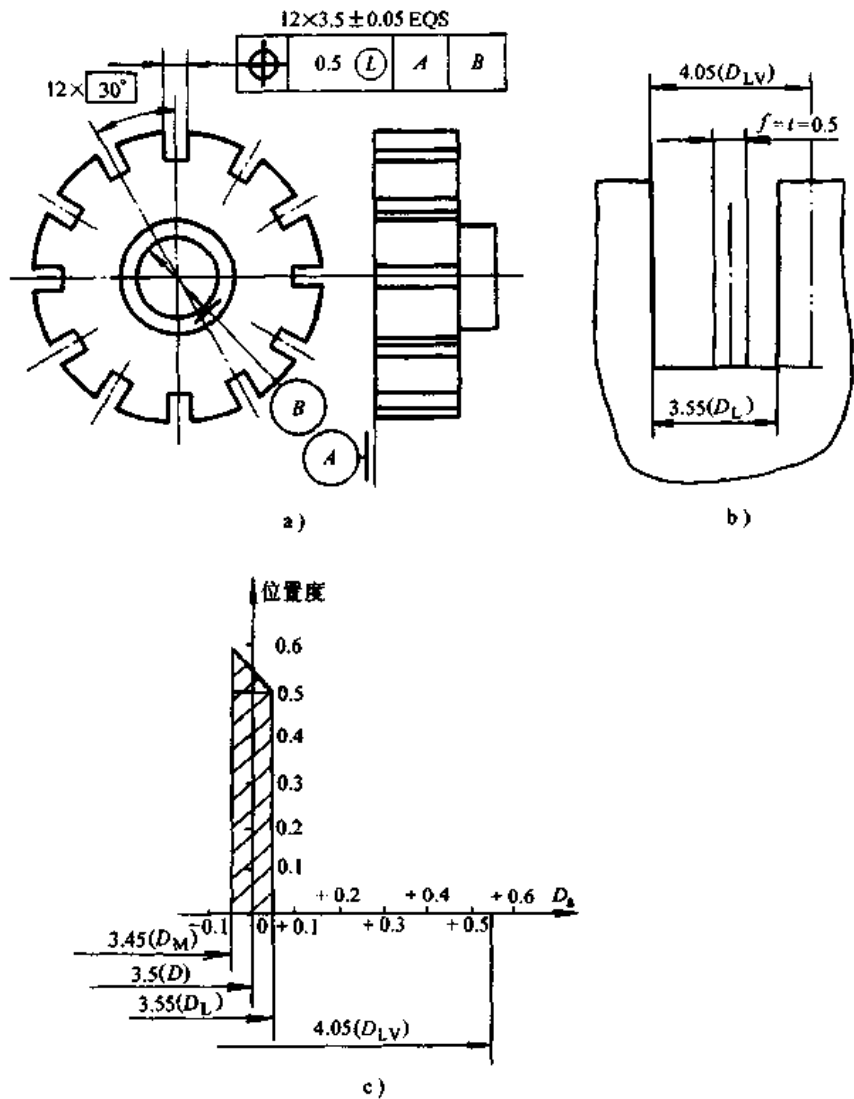 12×3.5±0.05 EQS
⌖ 0.5 Ⓛ A B
12×30°
B
A
a)
4.05(D_LV)
f=t=0.5
3.55(D_L)
b)
位置度
0.6
0.5
0.4
0.3
0.2
0.1
+0.2 +0.4 +0.6 D_a
-0.1 0 +0.1 +0.3 +0.5
3.45(D_M)
3.5(D)
3.55(D_L)
4.05(D_LV)
c)